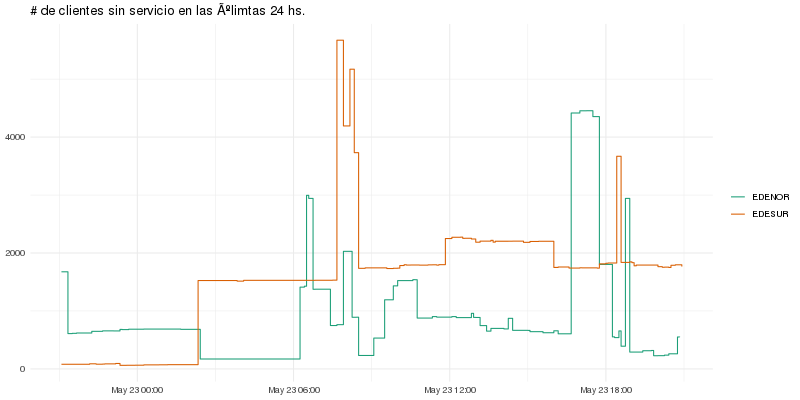 # de clientes sin servicio en las Ãºlimtas 24 hs.
4000
2000
0
May 23 00:00
May 23 06:00
May 23 12:00
May 23 18:00
EDENOR
EDESUR